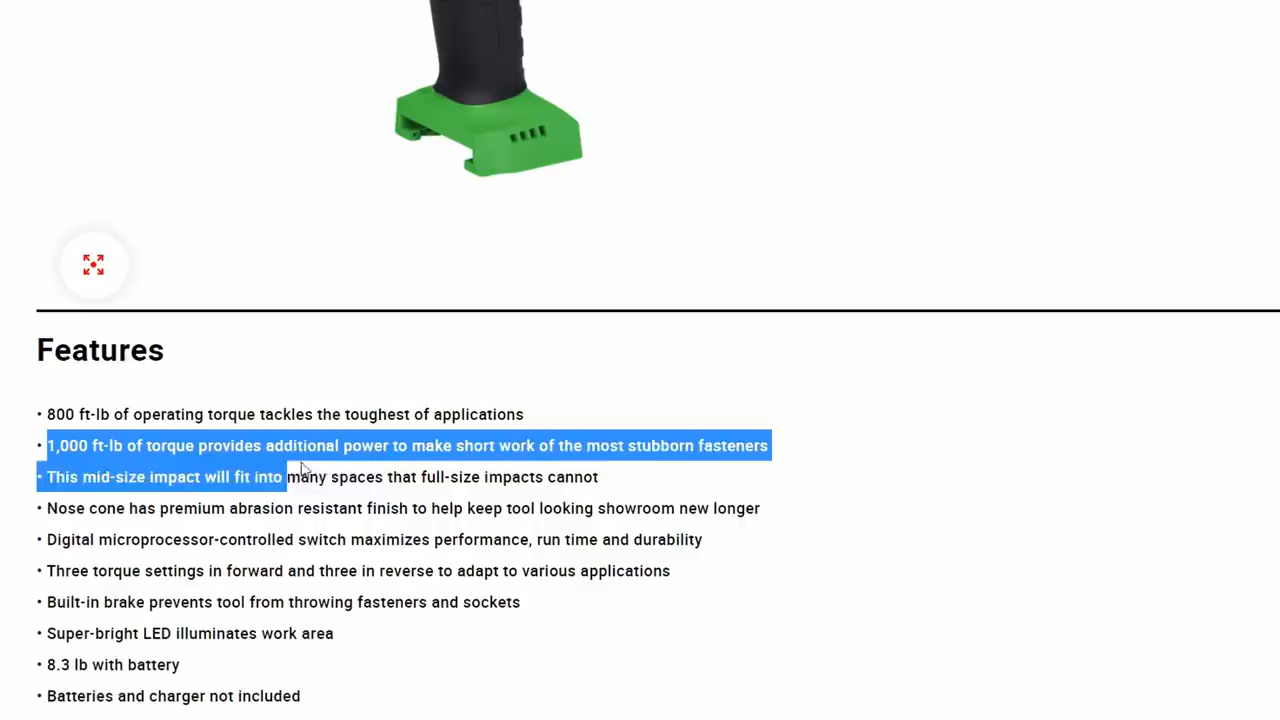 Features
• 800 ft-lb of operating torque tackles the toughest of applications
• 1,000 ft-lb of torque provides additional power to make short work of the most stubborn fasteners
• This mid-size impact will fit into many spaces that full-size impacts cannot
• Nose cone has premium abrasion resistant finish to help keep tool looking showroom new longer
• Digital microprocessor-controlled switch maximizes performance, run time and durability
• Three torque settings in forward and three in reverse to adapt to various applications
• Built-in brake prevents tool from throwing fasteners and sockets
• Super-bright LED illuminates work area
• 8.3 lb with battery
• Batteries and charger not included